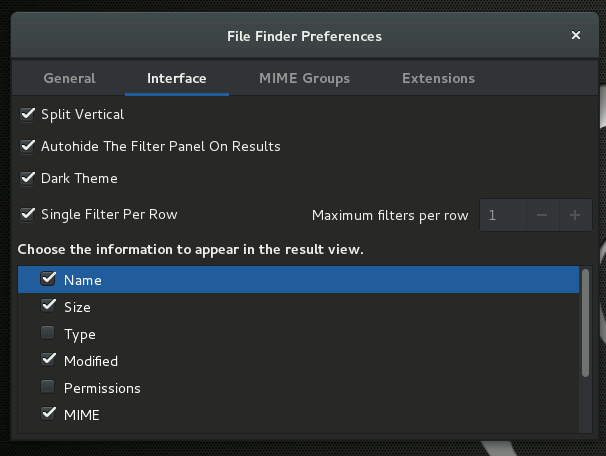 File Finder Preferences
General Interface MIME Groups Extensions
Split Vertical
Autohide The Filter Panel On Results
Dark Theme
Single Filter Per Row Maximum filters per row 1
Choose the information to appear in the result view.
Name
Size
Type
Modified
Permissions
MIME